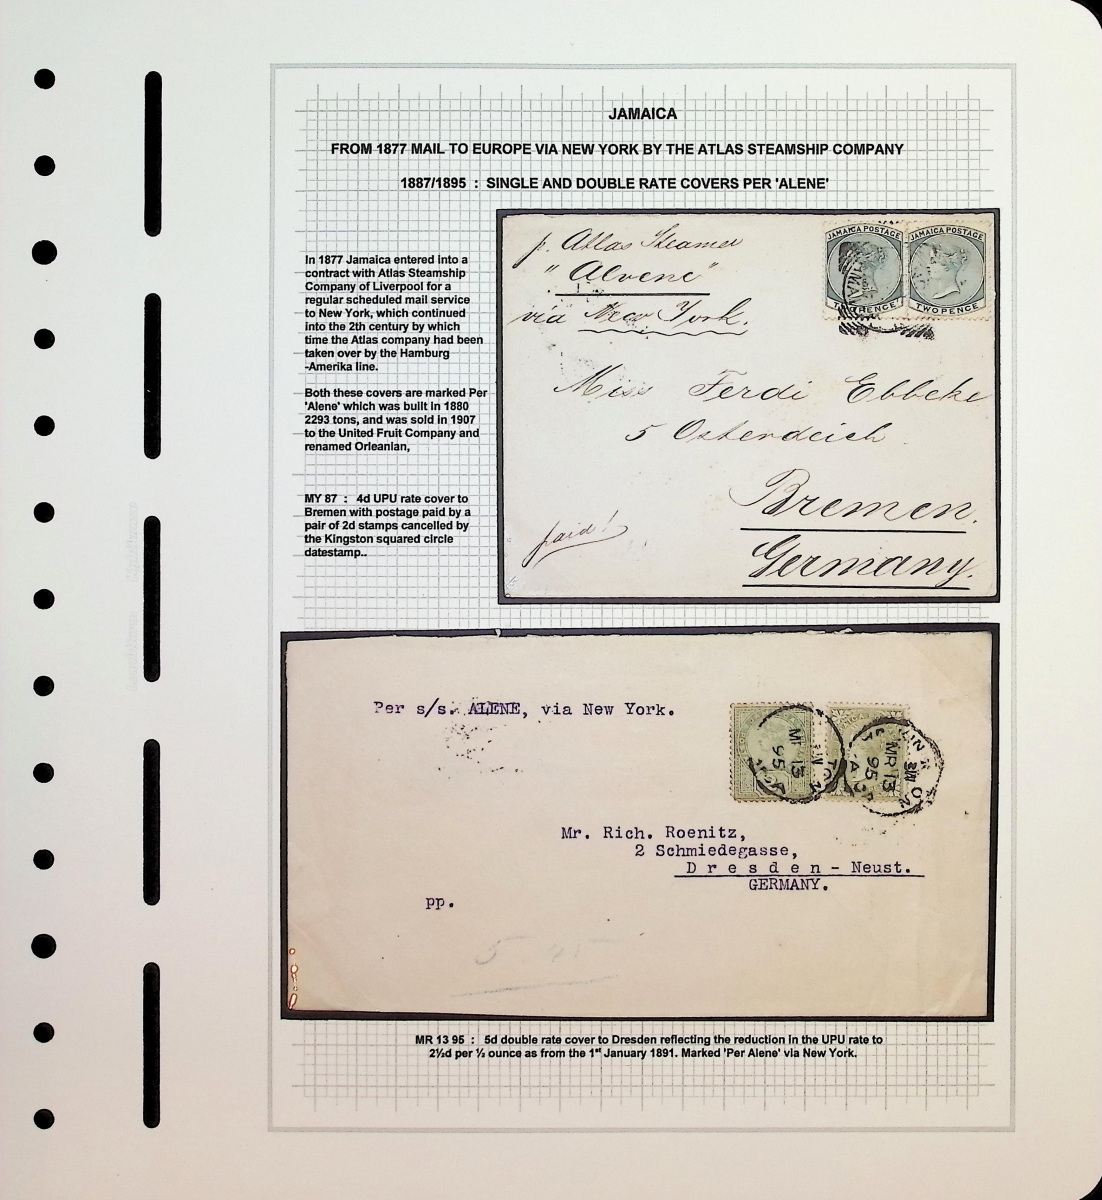 JAMAICA
FROM 1877 MAIL TO EUROPE VIA NEW YORK BY THE ATLAS STEAMSHIP COMPANY
1887/1895 : SINGLE AND DOUBLE RATE COVERS PER 'ALENE'
In 1877 Jamaica entered into a
contract with Atlas Steamship
Company of Liverpool for a
regular scheduled mail service
to New York, which continued
into the 2th century by which
time the Atlas company had been
taken over by the Hamburg
-Amerika line.
Both these covers are marked Per
'Alene' which was built in 1880
2293 tons, and was sold in 1907
to the United Fruit Company and
renamed Orleanian,
MY 87 : 4d UPU rate cover to
Bremen with postage paid by a
pair of 2d stamps cancelled by
the Kingston squared circle
datestamp..
p. Atlas Steamer
"Alvene"
via New York.
JAMAICA POSTAGE JAMAICA POSTAGE
TWOPENCE TWOPENCE
Miss Ferdi Ebbeke
5 Osterdeich
Bremen.
Germany.
paid!
Per s/s. ALENE, via New York.
MR 13
95
MR 13
95
Mr. Rich. Roenitz,
2 Schmiedegasse,
Dresden - Neust.
GERMANY.
pp.
MR 13 95 : 5d double rate cover to Dresden reflecting the reduction in the UPU rate to
2½d per ½ ounce as from the 1st January 1891. Marked 'Per Alene' via New York.